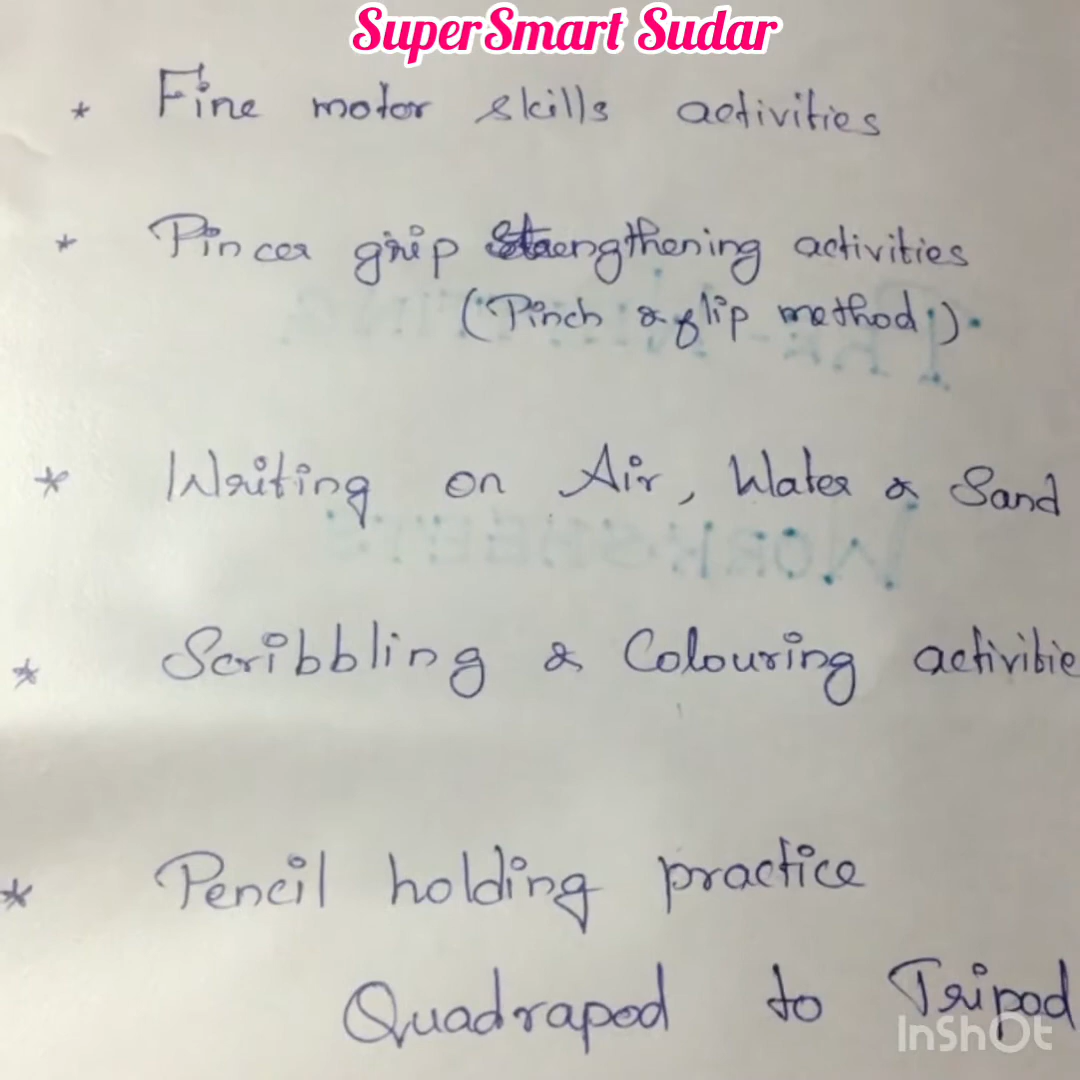 SuperSmart Sudar
* Fine motor skills activities
* Pincer grip Strengthening activities
(Pinch & flip method)
* Writing on Air, Water & Sand
* Scribbling & Colouring activitie
* Pencil holding practice
Quadrapod to Tripod
InShOt